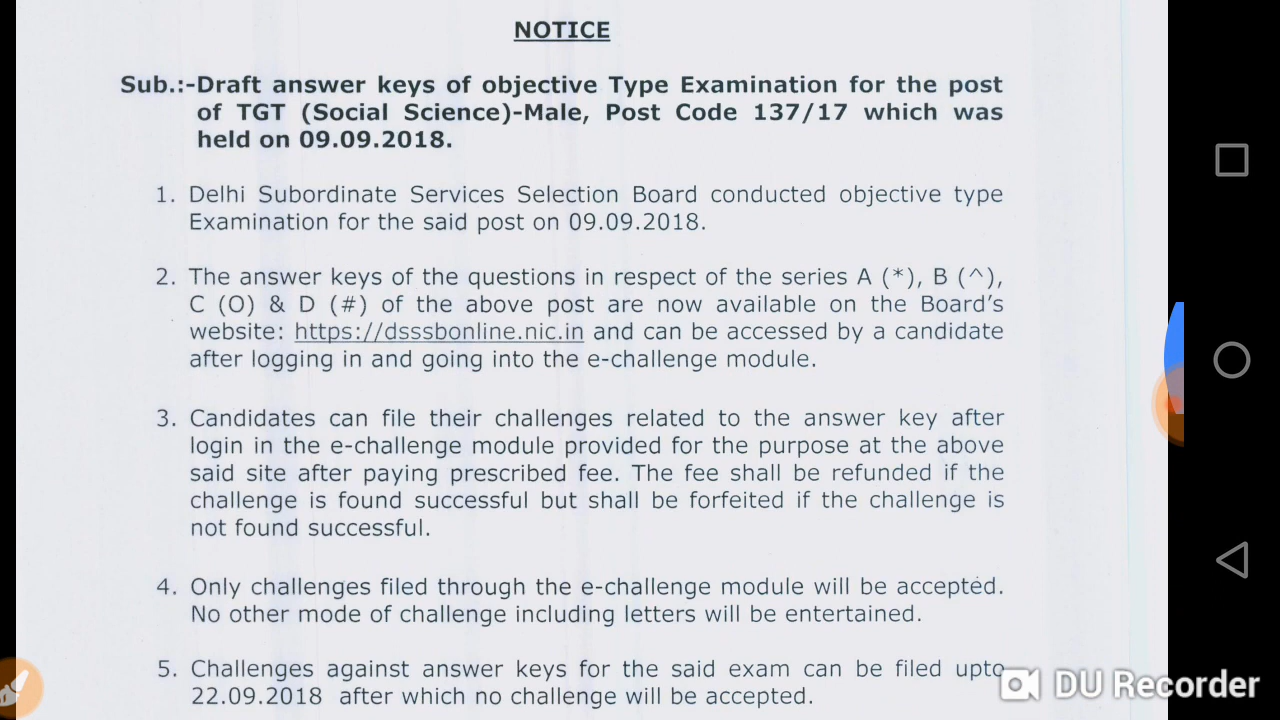 NOTICE
Sub.:-Draft answer keys of objective Type Examination for the post
of TGT (Social Science)-Male, Post Code 137/17 which was
held on 09.09.2018.
1. Delhi Subordinate Services Selection Board conducted objective type
Examination for the said post on 09.09.2018.
2. The answer keys of the questions in respect of the series A (*), B (^),
C (O) & D (#) of the above post are now available on the Board's
website: https://dsssbonline.nic.in and can be accessed by a candidate
after logging in and going into the e-challenge module.
3. Candidates can file their challenges related to the answer key after
login in the e-challenge module provided for the purpose at the above
said site after paying prescribed fee. The fee shall be refunded if the
challenge is found successful but shall be forfeited if the challenge is
not found successful.
4. Only challenges filed through the e-challenge module will be accepted.
No other mode of challenge including letters will be entertained.
5. Challenges against answer keys for the said exam can be filed upto
22.09.2018 after which no challenge will be accepted.
DU Recorder